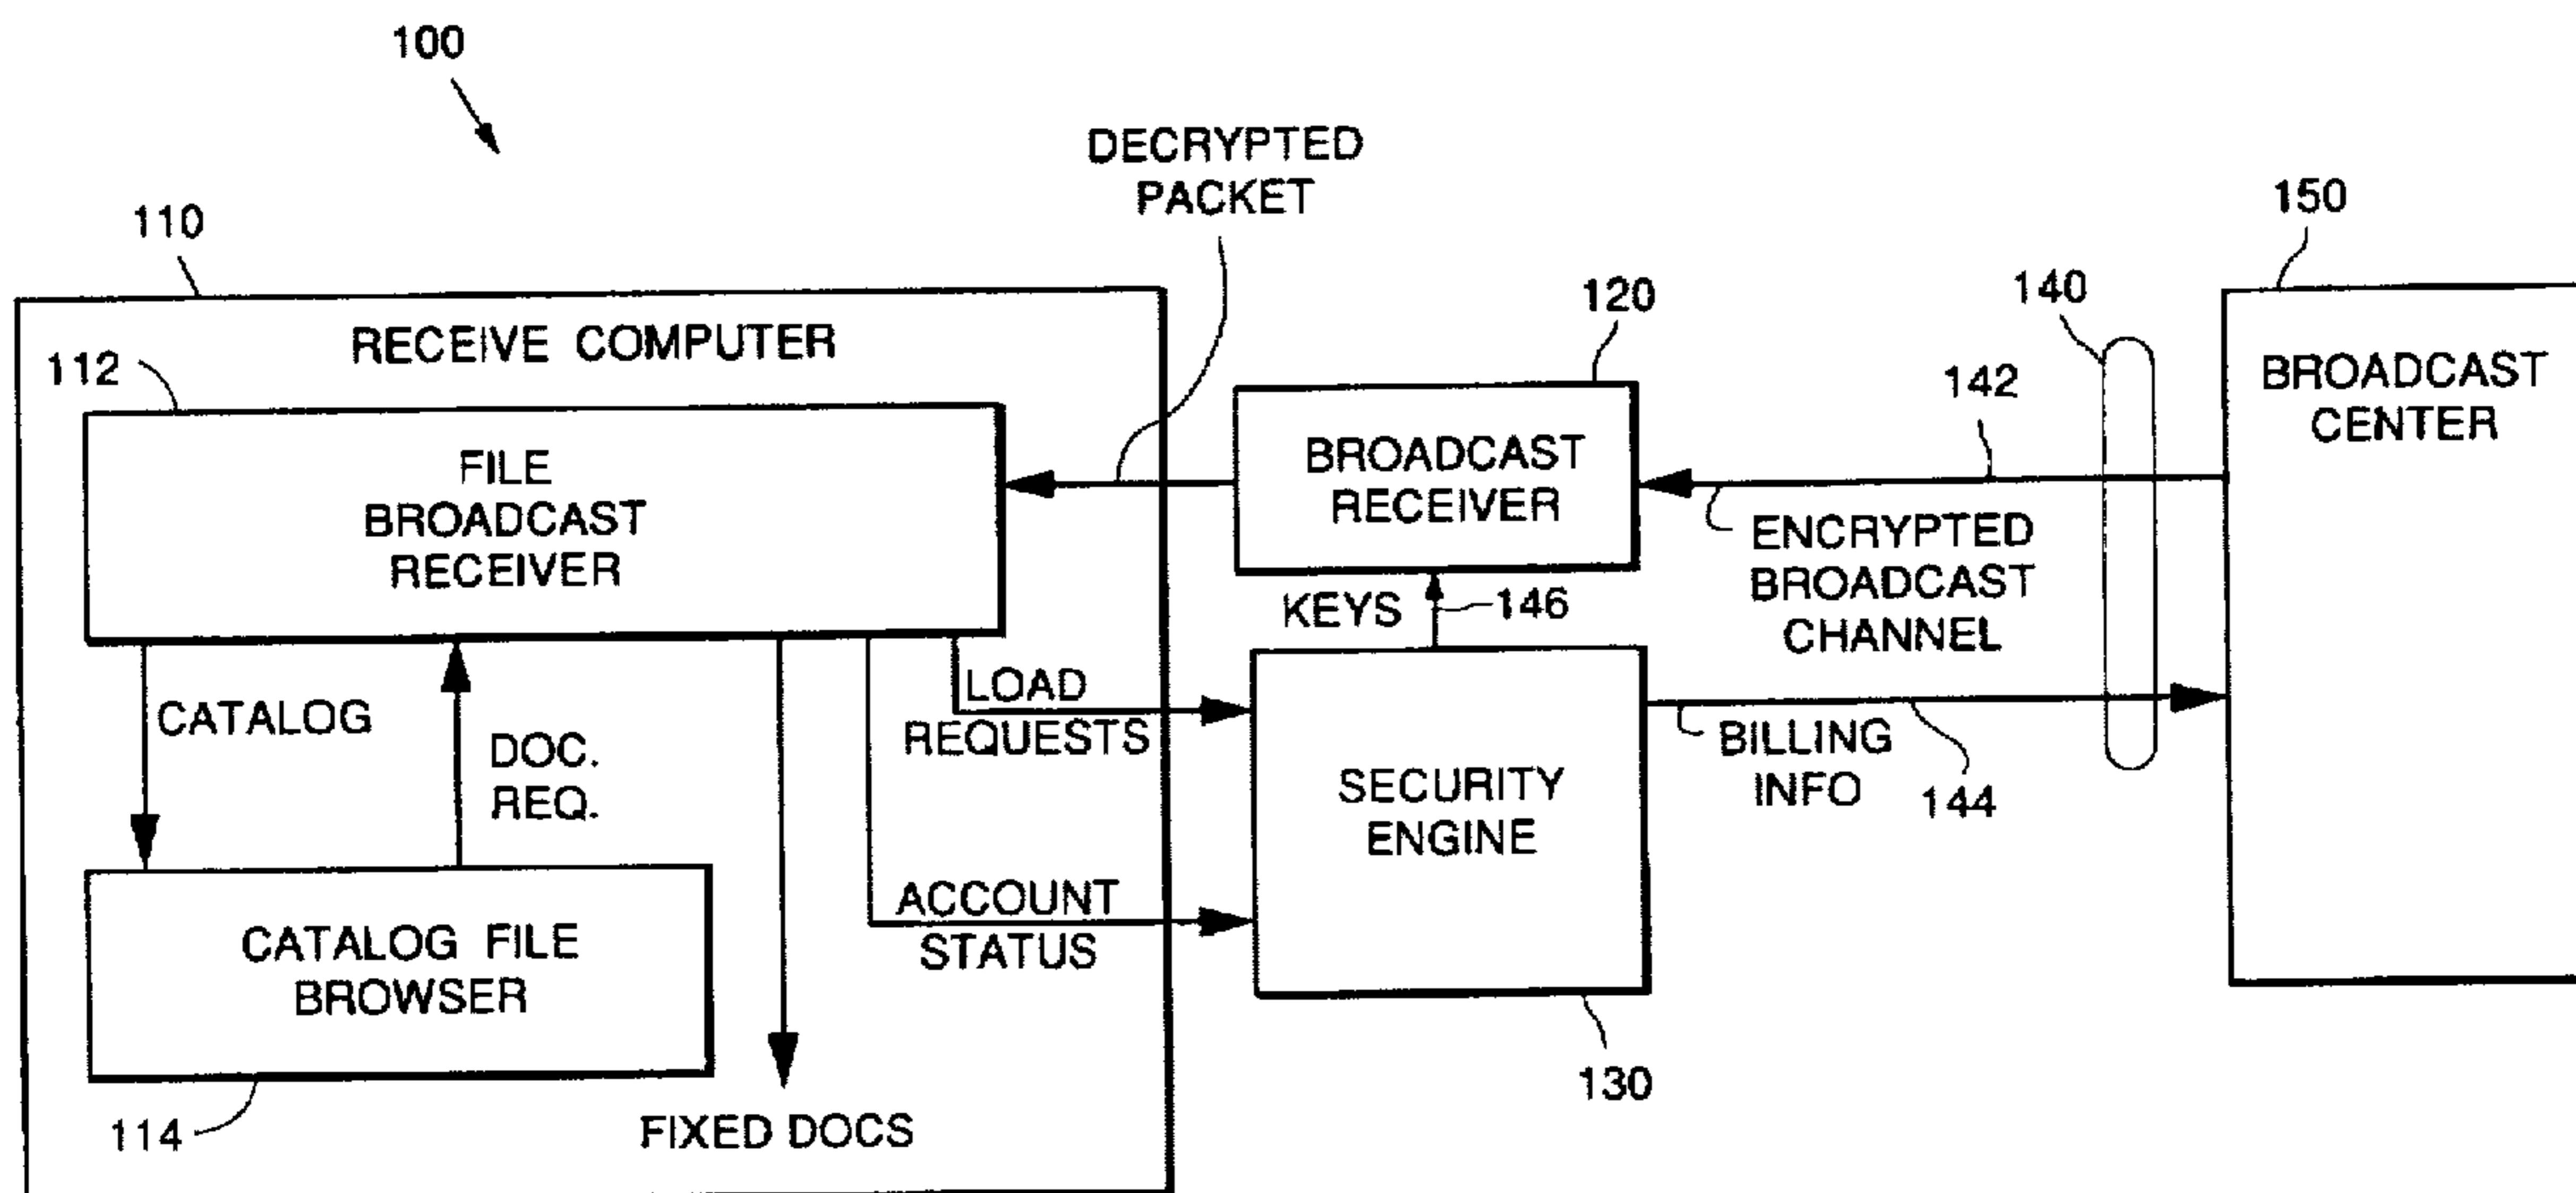 100
DECRYPTED
PACKET
110
150
120
140
RECEIVE COMPUTER
112
142
BROADCAST
CENTER
FILE
BROADCAST
RECEIVER
BROADCAST
RECEIVER
ENCRYPTED
BROADCAST
CHANNEL
KEYS
146
CATALOG
DOC.
REQ.
LOAD
REQUESTS
SECURITY
ENGINE
BILLING
INFO
144
ACCOUNT
STATUS
CATALOG FILE
BROWSER
130
114
FIXED DOCS